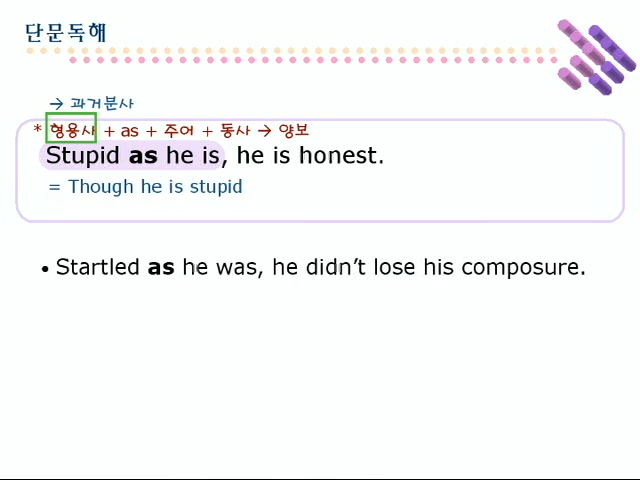 단문독해
→ 과거분사
* 형용사 + as + 주어 + 동사 → 양보
Stupid as he is, he is honest.
= Though he is stupid
• Startled as he was, he didn’t lose his composure.